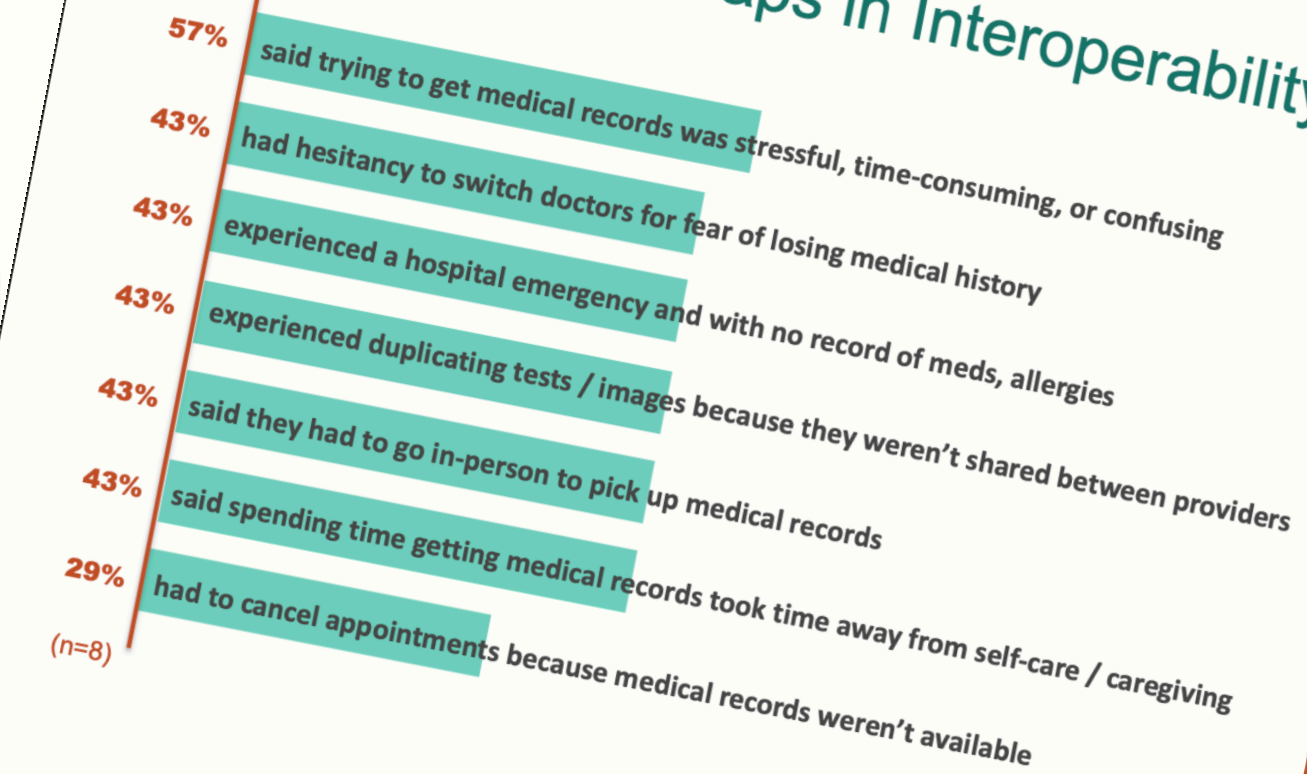 in Interoperability
57%
said trying to get medical records was stressful, time-consuming, or confusing
43%
had hesitancy to switch doctors for fear of losing medical history
43%
experienced a hospital emergency and with no record of meds, allergies
43%
experienced duplicating tests / images because they weren’t shared between providers
43%
said they had to go in-person to pick up medical records
43%
said spending time getting medical records took time away from self-care / caregiving
29%
had to cancel appointments because medical records weren’t available
(n=8)